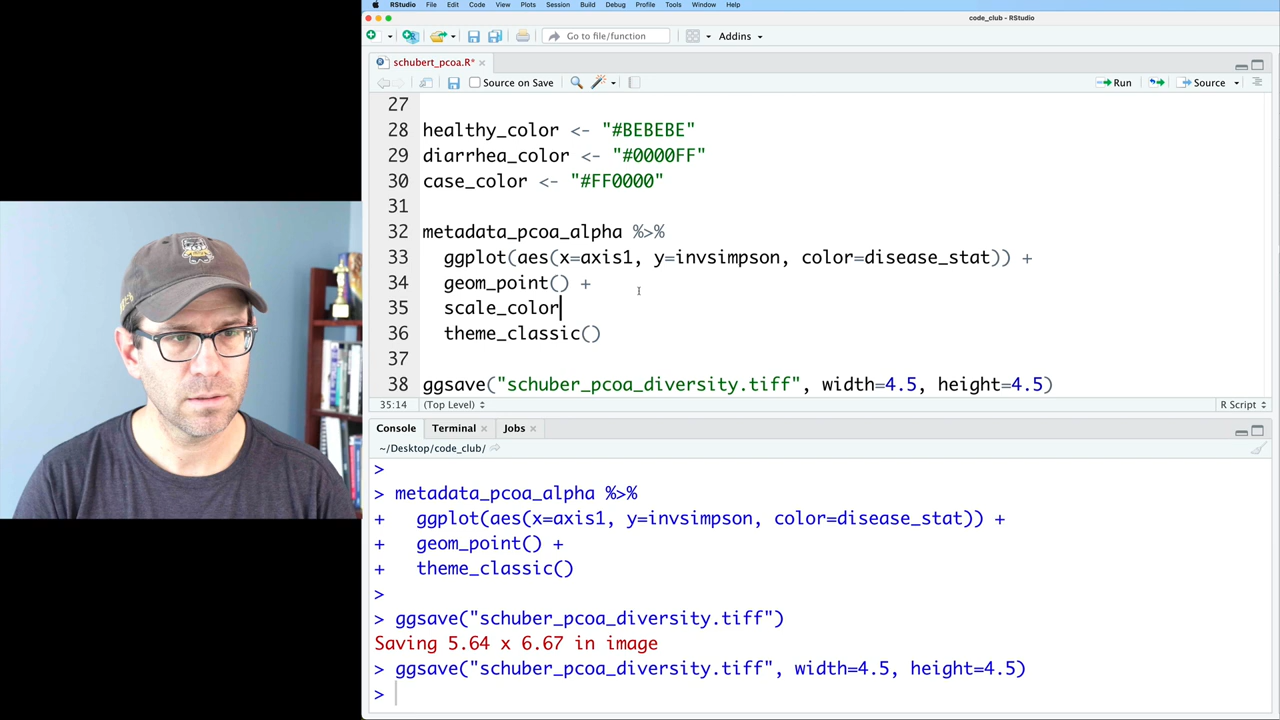 RStudio File Edit Code View Plots Session Build Debug Profile Tools Window Help
code_club - RStudio
Go to file/function Addins
schubert_pcoa.R*
Source on Save Run Source
27
28 healthy_color <- "#BEBEBE"
29 diarrhea_color <- "#0000FF"
30 case_color <- "#FF0000"
31
32 metadata_pcoa_alpha %>%
33 ggplot(aes(x=axis1, y=invsimpson, color=disease_stat)) +
34 geom_point() +
35 scale_color
36 theme_classic()
37
38 ggsave("schuber_pcoa_diversity.tiff", width=4.5, height=4.5)
35:14 (Top Level) R Script
Console Terminal Jobs
~/Desktop/code_club/
>
> metadata_pcoa_alpha %>%
+ ggplot(aes(x=axis1, y=invsimpson, color=disease_stat)) +
+ geom_point() +
+ theme_classic()
>
> ggsave("schuber_pcoa_diversity.tiff")
Saving 5.64 x 6.67 in image
> ggsave("schuber_pcoa_diversity.tiff", width=4.5, height=4.5)
>